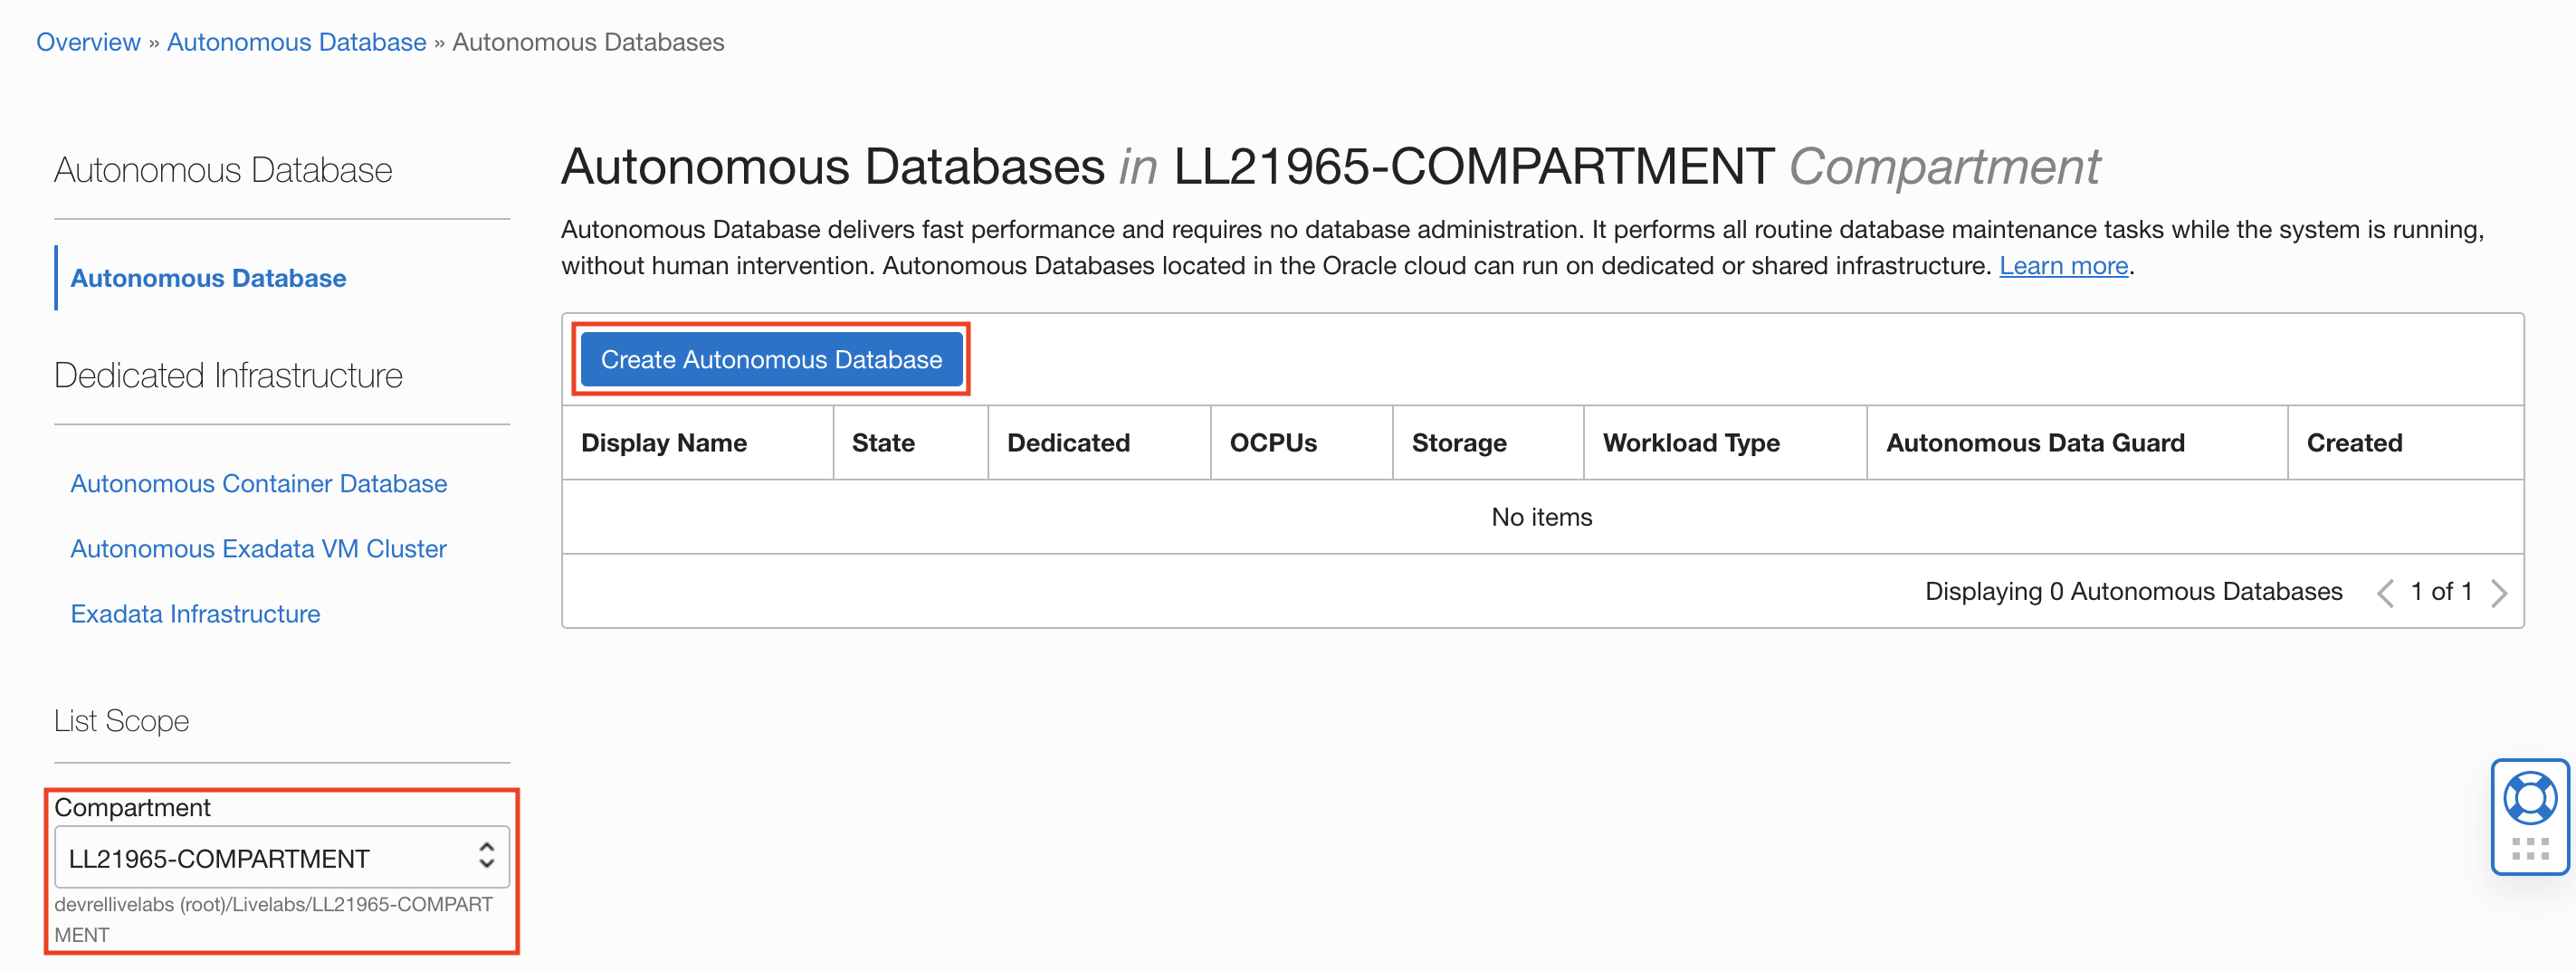 Overview » Autonomous Database » Autonomous Databases
Autonomous Database
Autonomous Database
Dedicated Infrastructure
Autonomous Container Database
Autonomous Exadata VM Cluster
Exadata Infrastructure
List Scope
Compartment
LL21965-COMPARTMENT
devrellivelabs (root)/Livelabs/LL21965-COMPART
MENT
Autonomous Databases in LL21965-COMPARTMENT Compartment
Autonomous Database delivers fast performance and requires no database administration. It performs all routine database maintenance tasks while the system is running,
without human intervention. Autonomous Databases located in the Oracle cloud can run on dedicated or shared infrastructure. Learn more.
Create Autonomous Database
Display Name State Dedicated OCPUs Storage Workload Type Autonomous Data Guard Created
No items
Displaying 0 Autonomous Databases 1 of 1